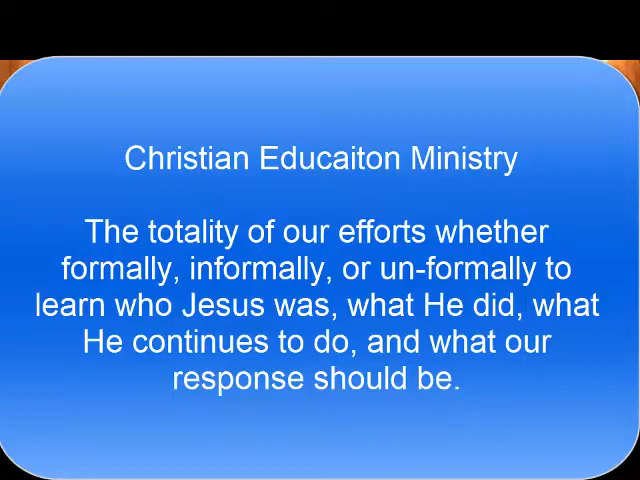 Christian Educaiton Ministry
The totality of our efforts whether
formally, informally, or un-formally to
learn who Jesus was, what He did, what
He continues to do, and what our
response should be.